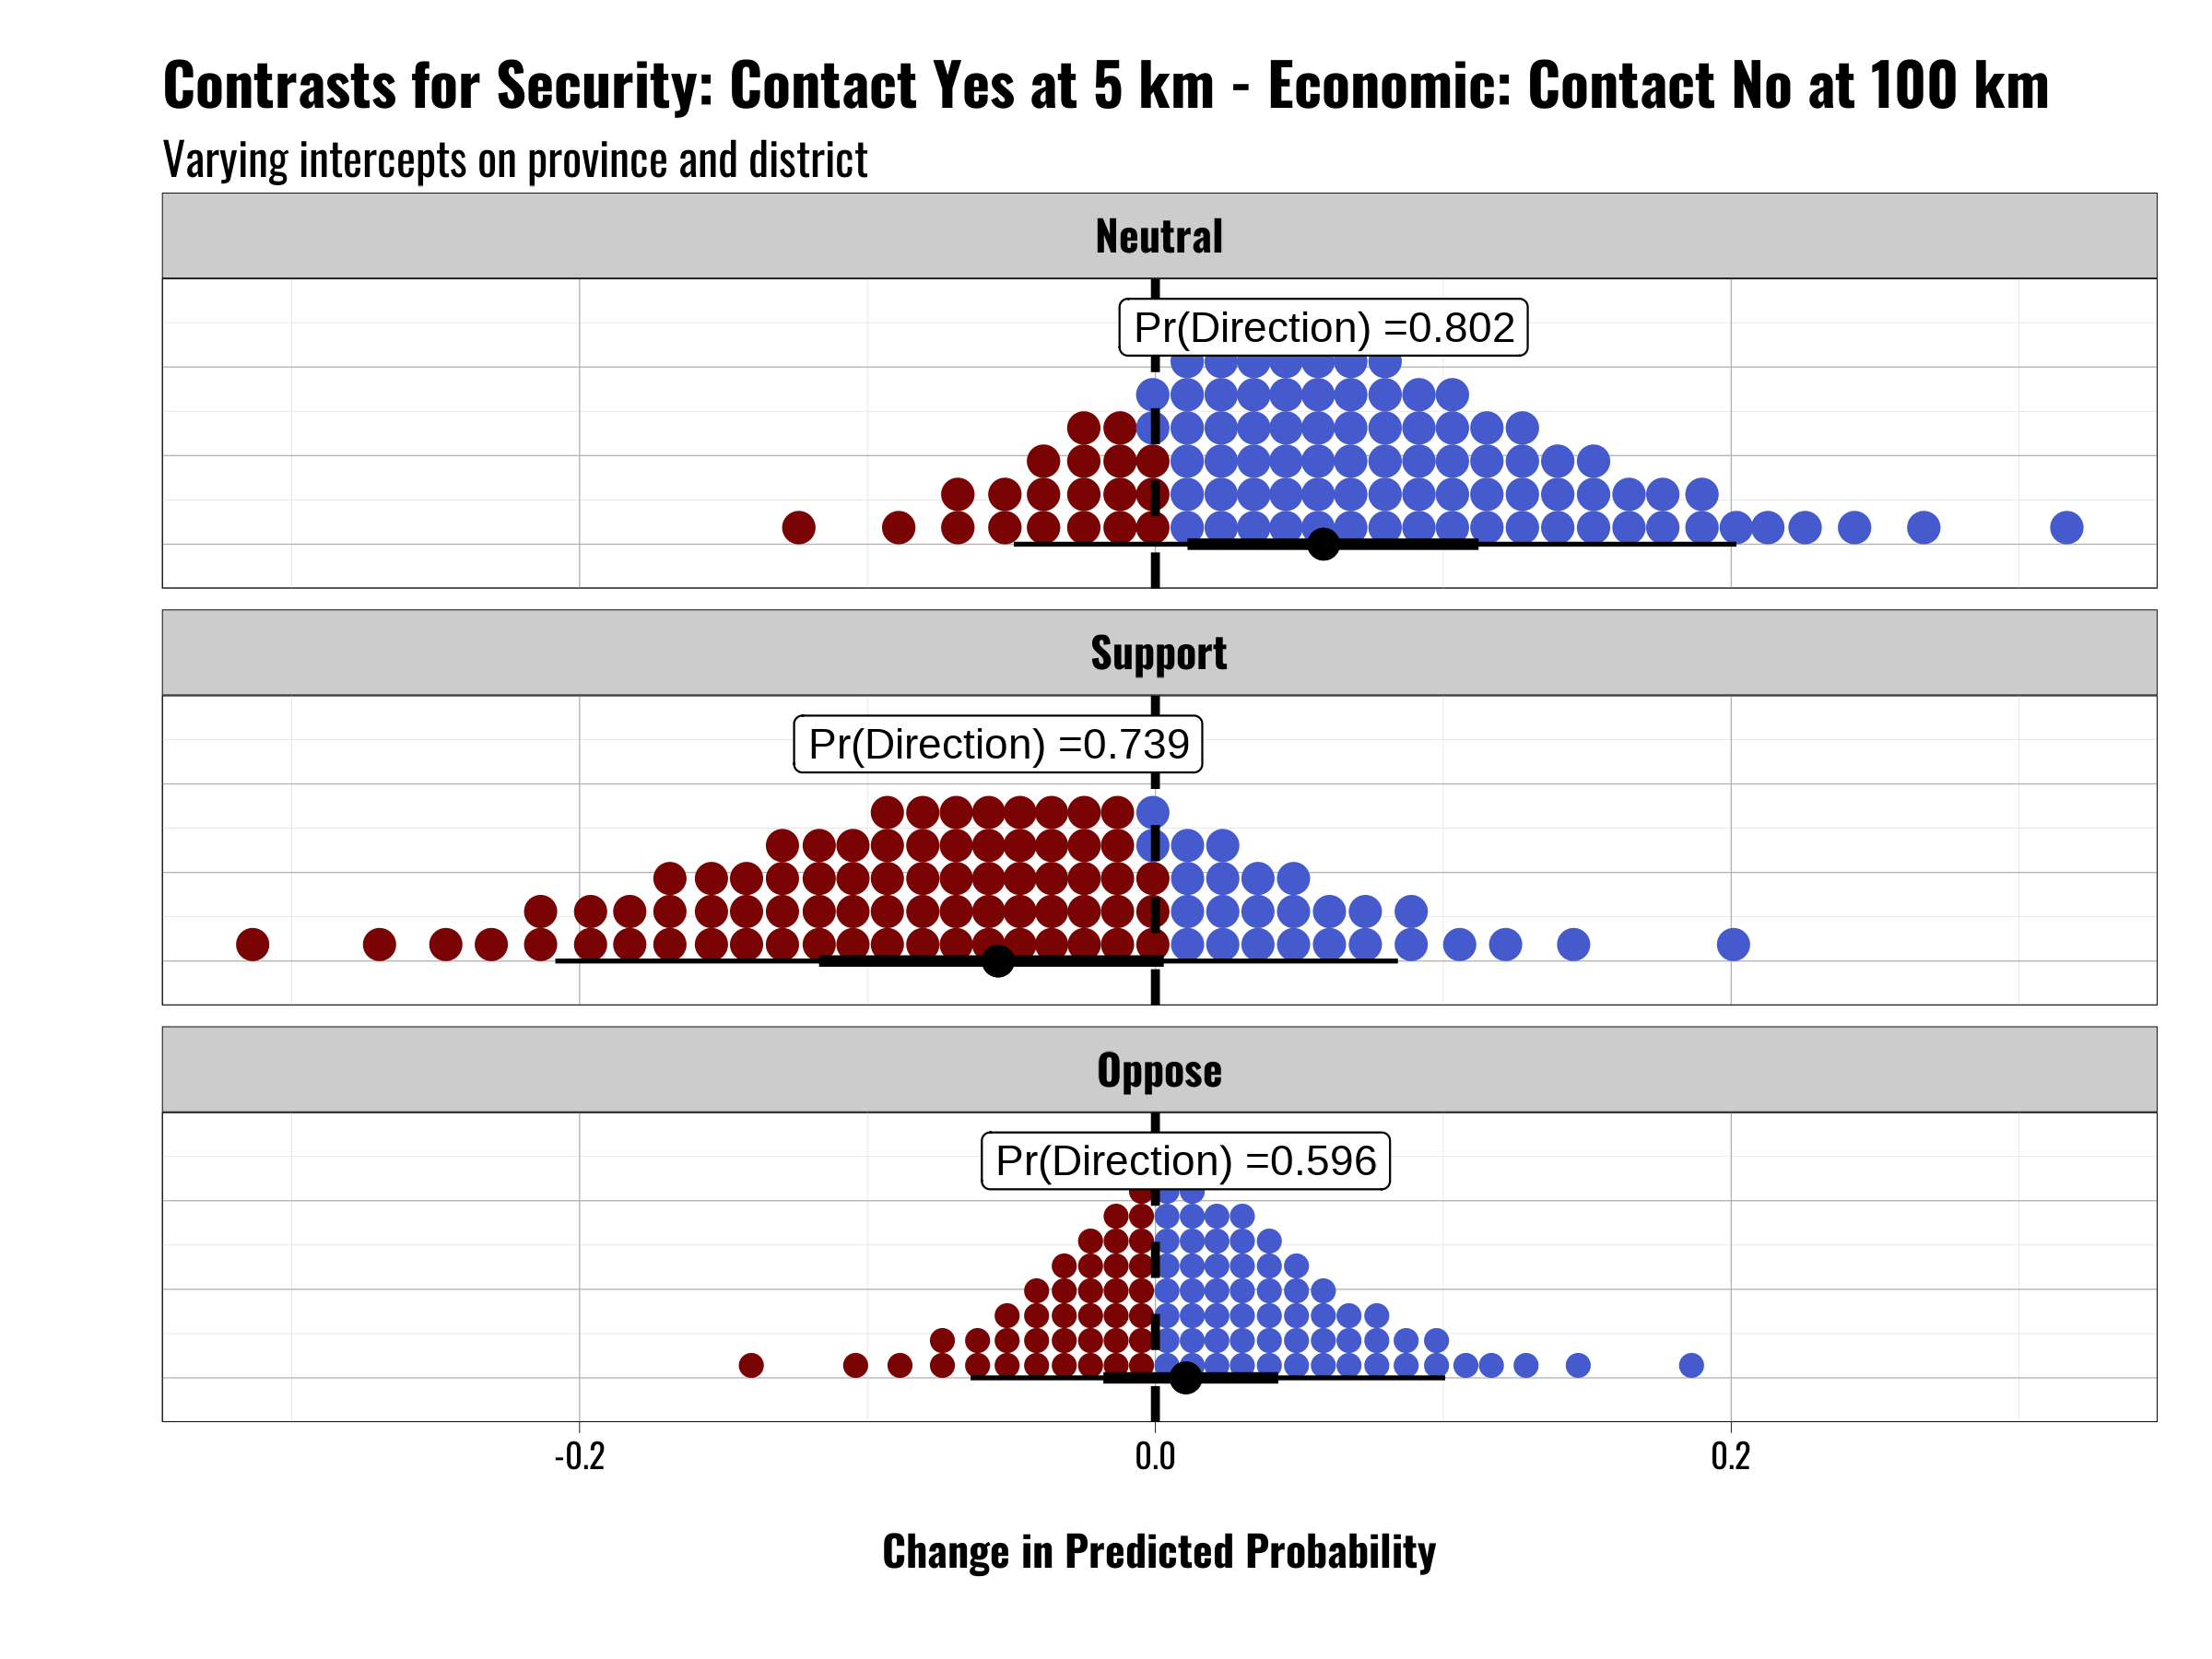 Contrasts for Security: Contact Yes at 5 km - Economic: Contact No at 100 km
Varying intercepts on province and district
Neutral
Pr(Direction) =0.802
Support
Pr(Direction) =0.739
Oppose
Pr(Direction) =0.596
-0.2 0.0 0.2
Change in Predicted Probability